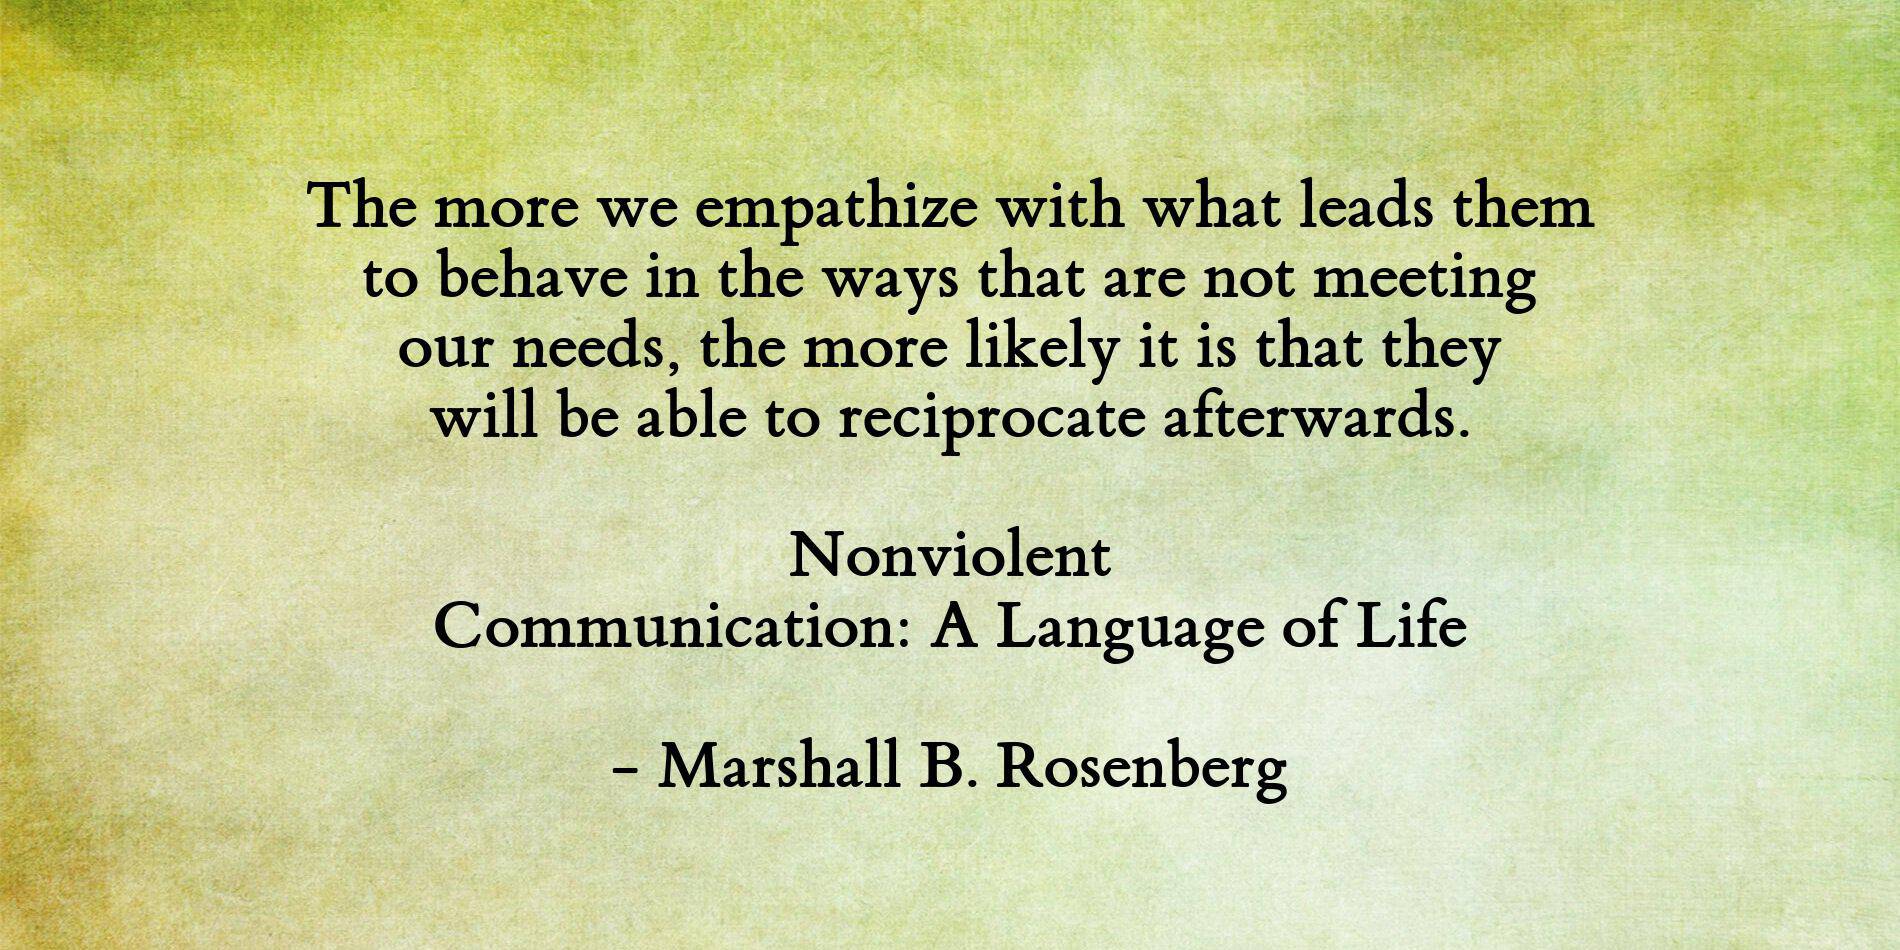 The more we empathize with what leads them
to behave in the ways that are not meeting
our needs, the more likely it is that they
will be able to reciprocate afterwards.
Nonviolent
Communication: A Language of Life
- Marshall B. Rosenberg